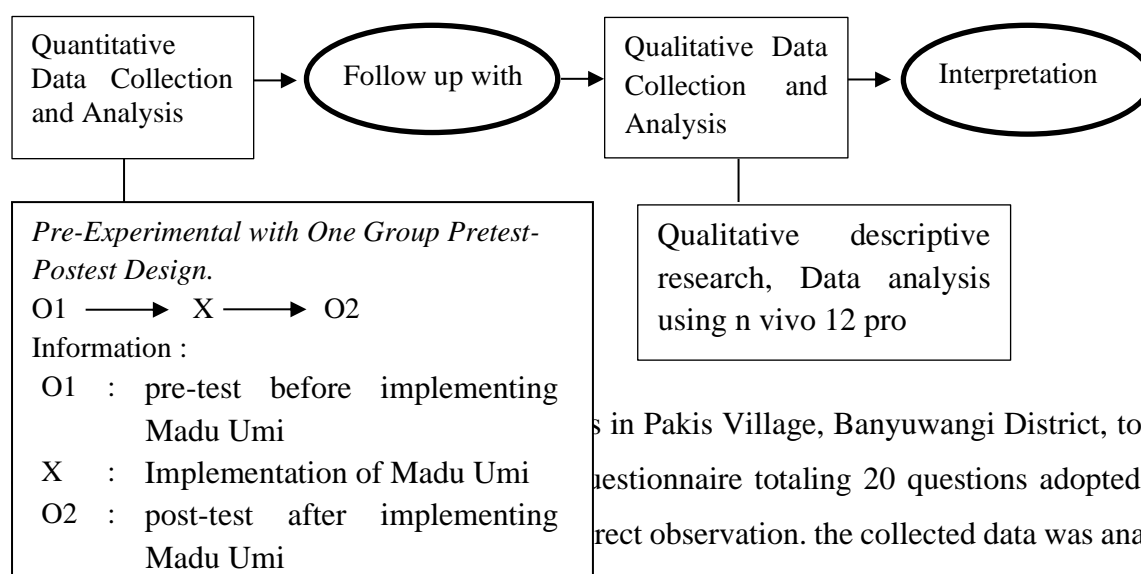 Quantitative
Data Collection
and Analysis
Follow up with
Qualitative Data
Collection and
Analysis
Interpretation
Pre-Experimental with One Group Pretest-
Postest Design.
O1 X O2
Information :
O1 : pre-test before implementing
Madu Umi
X : Implementation of Madu Umi
O2 : post-test after implementing
Madu Umi
Qualitative descriptive
research, Data analysis
using n vivo 12 pro
in Pakis Village, Banyuwangi District, to
totaling 20 questions adopted
observation. the collected data was